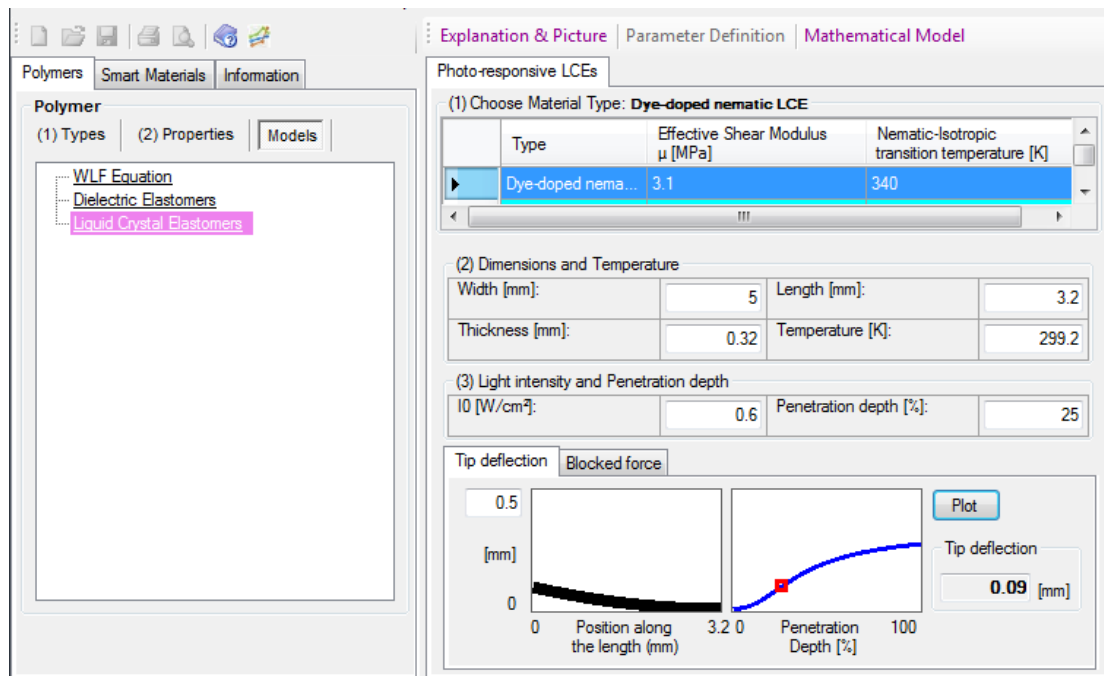 Polymers Smart Materials Information
Polymer
(1) Types (2) Properties Models
WLF Equation
Dielectric Elastomers
Liquid Crystal Elastomers
Explanation & Picture Parameter Definition Mathematical Model
Photo-responsive LCEs
(1) Choose Material Type: Dye-doped nematic LCE
Type Effective Shear Modulus Nematic-Isotropic
µ [MPa] transition temperature [K]
Dye-doped nema... 3.1 340
(2) Dimensions and Temperature
Width [mm]: 5 Length [mm]: 3.2
Thickness [mm]: 0.32 Temperature [K]: 299.2
(3) Light intensity and Penetration depth
I0 [W/cm²]: 0.6 Penetration depth [%]: 25
Tip deflection Blocked force
0.5 Plot
[mm] Tip deflection
0 0.09 [mm]
0 Position along 3.2 0 Penetration 100
the length (mm) Depth [%]